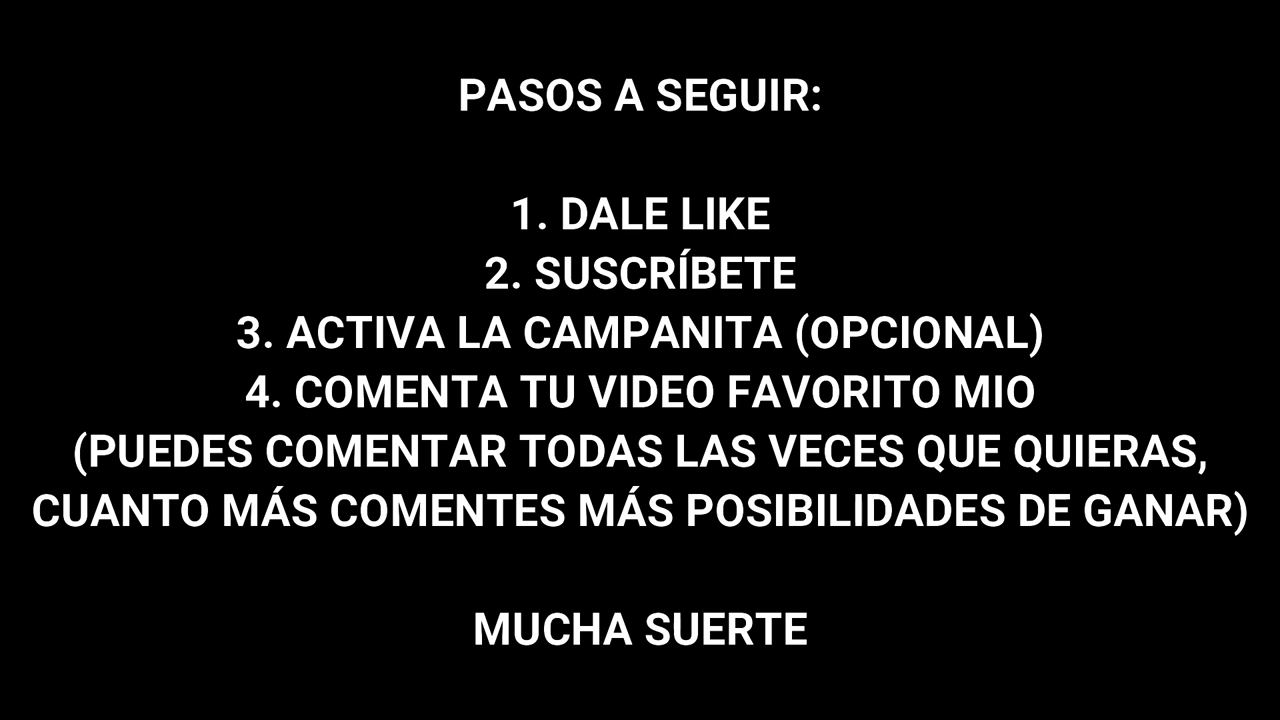 PASOS A SEGUIR:
1. DALE LIKE
2. SUSCRÍBETE
3. ACTIVA LA CAMPANITA (OPCIONAL)
4. COMENTA TU VIDEO FAVORITO MIO
(PUEDES COMENTAR TODAS LAS VECES QUE QUIERAS,
CUANTO MÁS COMENTES MÁS POSIBILIDADES DE GANAR)
MUCHA SUERTE